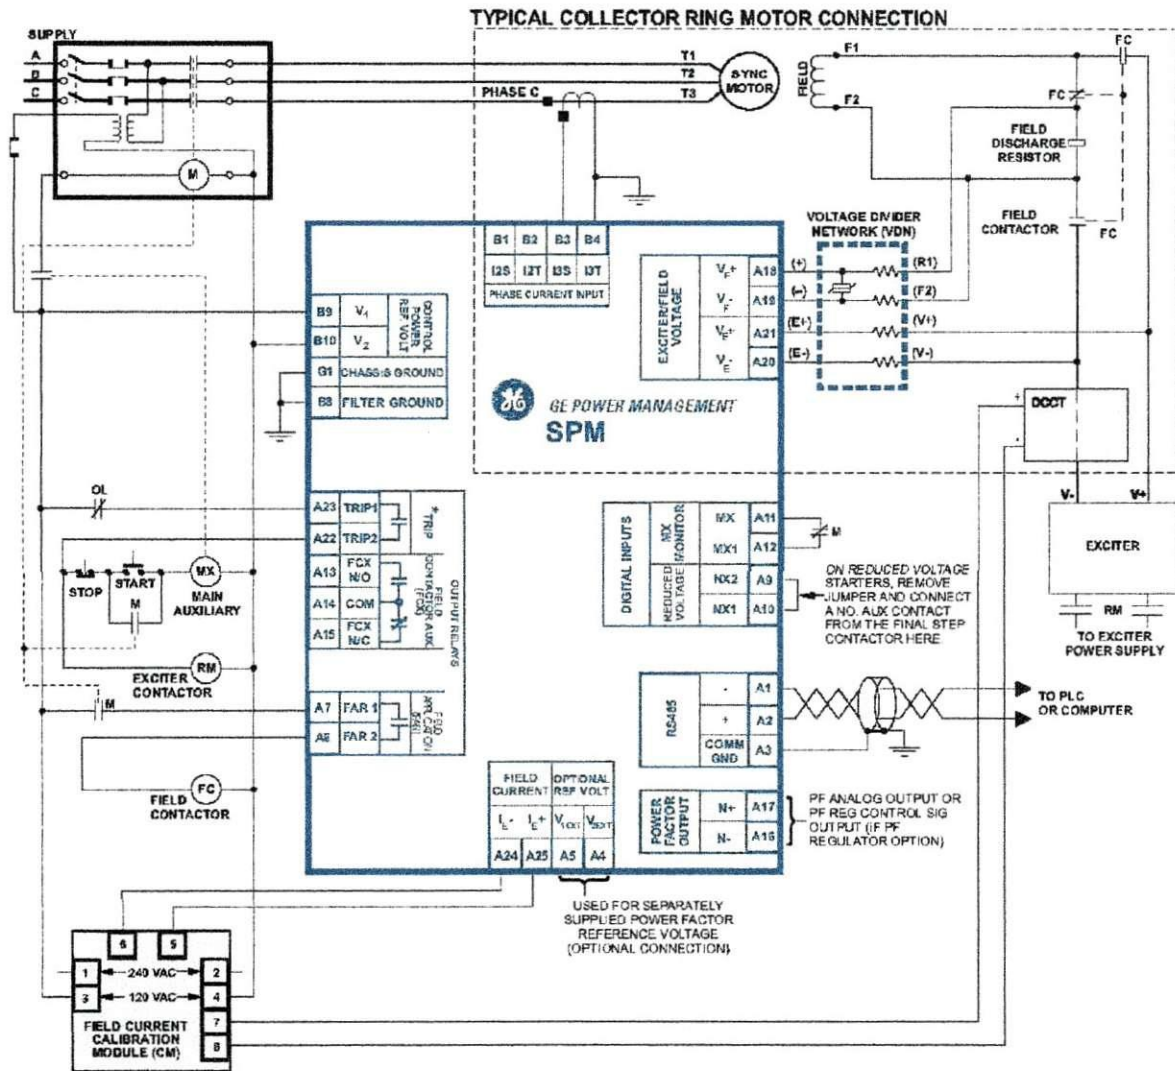 TYPICAL COLLECTOR RING MOTOR CONNECTION
SUPPLY
A
B
C
T1
T2
T3
PHASE C
SYNC
MOTOR
FIELD
F1
F2
FC
FC
FIELD
DISCHARGE
RESISTOR
FIELD
CONTACTOR
FC
M
VOLTAGE DIVIDER
NETWORK (VDN)
B1 B2 B3 B4
I2S I2T I3S I3T
PHASE CURRENT INPUT
EXCITER/FIELD
VOLTAGE
VF+ A18 (+) (R1)
VF- A19 (-) (F2)
VE+ A21 (E+) (V+)
VE- A20 (E-) (V-)
B9 V1
B10 V2
CONTROL
POWER
REF. VOLT
G1 CHASSIS GROUND
B8 FILTER GROUND
GE POWER MANAGEMENT
SPM
+ DCCT
-
V- V+
EXCITER
RM
TO EXCITER
POWER SUPPLY
OL
A23 TRIP1
A22 TRIP2
*TRIP
A13 FCX
N/O
A14 COM
A15 FCX
N/C
FIELD
CONTACTOR AUX
(FCX)
OUTPUT RELAYS
STOP
START
MX
MAIN
AUXILIARY
M
RM
EXCITER
CONTACTOR
M
A7 FAR 1
FAR 2
FC
FIELD
CONTACTOR
DIGITAL INPUTS
MX
MONITOR
REDUCED
VOLTAGE
MX A11
MX1 A12
NX2 A9
NX1 A10
M
ON REDUCED VOLTAGE
STARTERS, REMOVE
JUMPER AND CONNECT
A NO. AUX CONTACT
FROM THE FINAL STEP
CONTACTOR HERE
RS485
- A1
+ A2
COMM
GND A3
TO PLC
OR COMPUTER
POWER
FACTOR
OUTPUT
N+ A17
N- A16
PF ANALOG OUTPUT OR
PF REG CONTROL SIG
OUTPUT (IF PF
REGULATOR OPTION)
FIELD
CURRENT
OPTIONAL
REF VOLT
IE- IE+
A24 A25 A5 A4
USED FOR SEPARATELY
SUPPLIED POWER FACTOR
REFERENCE VOLTAGE
(OPTIONAL CONNECTION)
6 5
1 240 VAC 2
3 120 VAC 4
7
8
FIELD CURRENT
CALIBRATION
MODULE (CM)